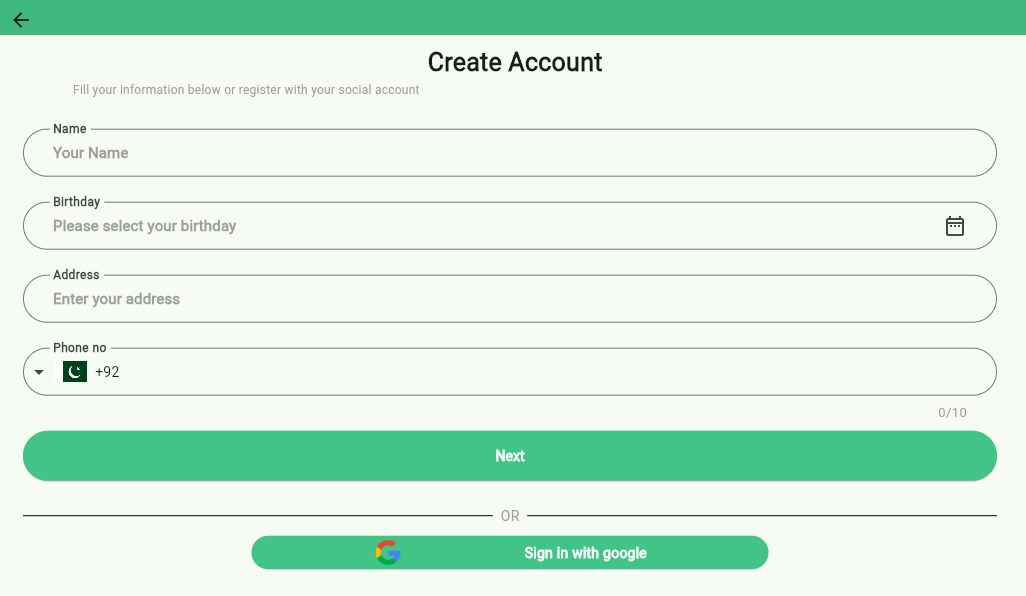 Create Account
Fill your information below or register with your social account
Name
Your Name
Birthday
Please select your birthday
Address
Enter your address
Phone no
+92
0/10
Next
OR
Sign in with google